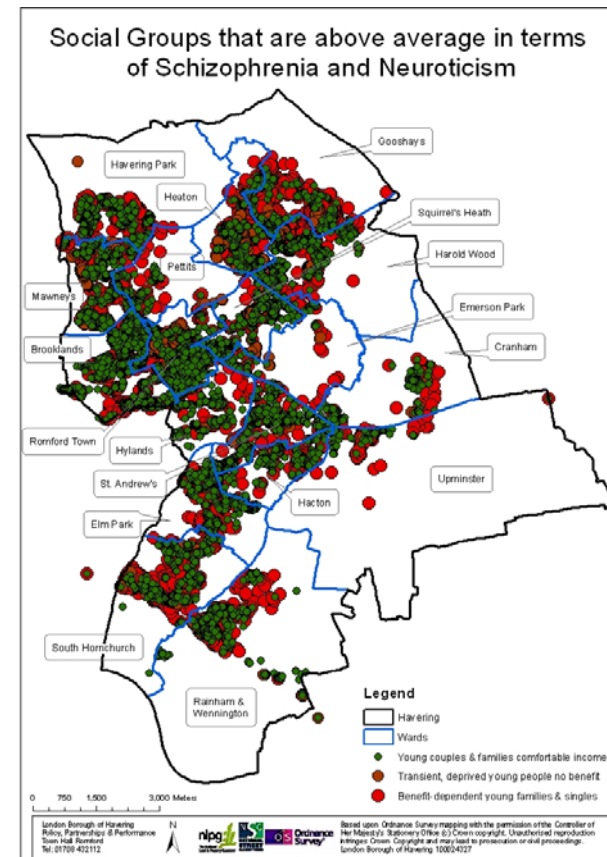 Social Groups that are above average in terms
of Schizophrenia and Neuroticism
Gooshays
Havering Park
Heaton
Squirrel's Heath
Harold Wood
Pettits
Mawneys
Emerson Park
Brooklands
Cranham
Romford Town
Hylands
St. Andrew's
Upminster
Hacton
Elm Park
South Hornchurch
Rainham &
Wennington
Legend
Havering
Wards
Young couples & families comfortable income
Transient, deprived young people no benefit
Benefit-dependent young families & singles
0 750 1,500 3,000 Meters
London Borough of Havering
Policy, Partnerships & Performance
Town Hall Romford
Tel: 01708 432112
N
nlpg
Ordnance
Survey
Based upon Ordnance Survey mapping with the permission of the Controller of
Her Majesty's Stationery Office (c) Crown copyright. Unauthorised reproduction
infringes Crown Copyright and may lead to prosecution or civil proceedings.
London Borough of Havering 100024327